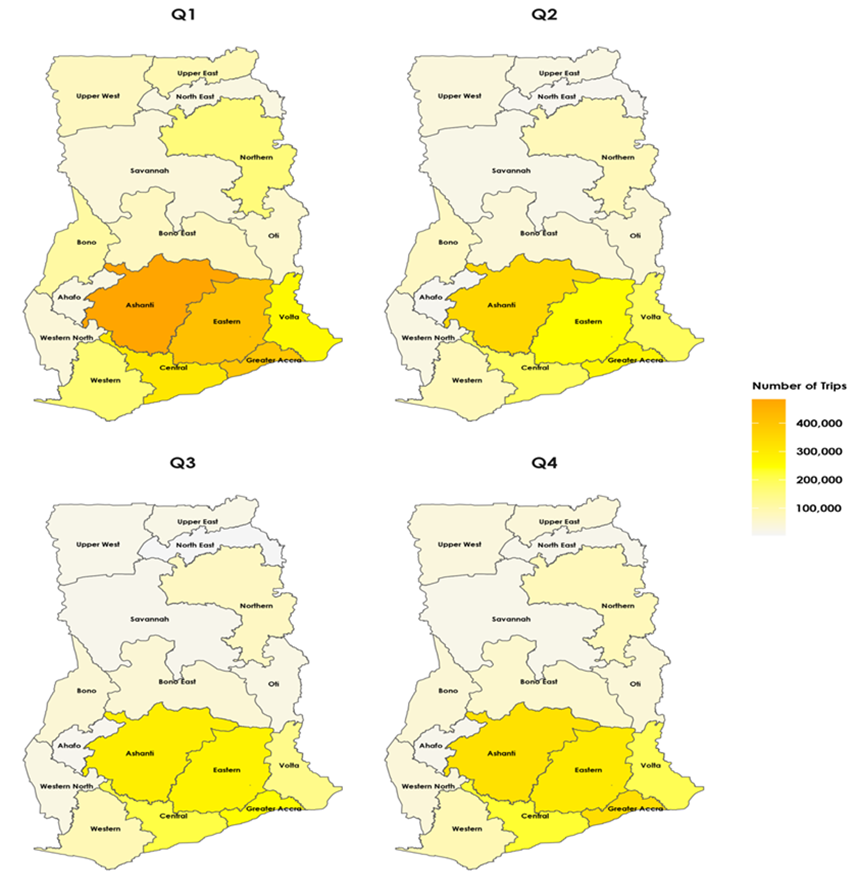 Q1
Q2
Upper West
Upper East
North East
Northern
Savannah
Bono
Bono East
Oti
Ahafo
Ashanti
Eastern
Volta
Western North
Greater Accra
Central
Western
Upper West
Upper East
North East
Northern
Savannah
Bono
Bono East
Oti
Ahafo
Ashanti
Eastern
Volta
Western North
Greater Accra
Central
Western
Number of Trips
400,000
300,000
200,000
100,000
Q3
Q4
Upper West
Upper East
North East
Northern
Savannah
Bono
Bono East
Oti
Ahafo
Ashanti
Eastern
Volta
Western North
Greater Accra
Central
Western
Upper West
Upper East
North East
Northern
Savannah
Bono
Bono East
Oti
Ahafo
Ashanti
Eastern
Volta
Western North
Greater Accra
Central
Western